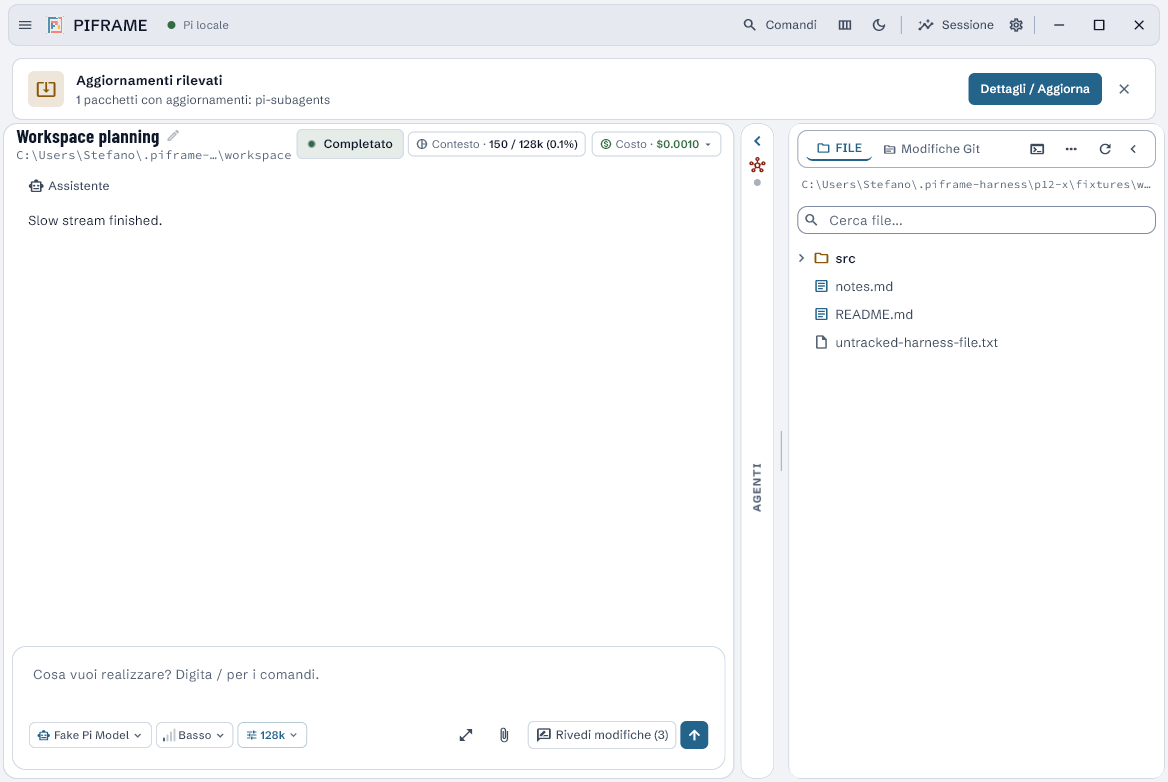 PIFRAME
Pi locale
Comandi
Sessione
Aggiornamenti rilevati
1 pacchetti con aggiornamenti: pi-subagents
Dettagli / Aggiorna
Workspace planning
C:\Users\Stefano\.piframe-…\workspace
Completato
Contesto · 150 / 128k (0.1%)
Costo · $0.0010
Assistente
Slow stream finished.
AGENTI
FILE
Modifiche Git
C:\Users\Stefano\.piframe-harness\p12-x\fixtures\w…
Cerca file...
src
notes.md
README.md
untracked-harness-file.txt
Cosa vuoi realizzare? Digita / per i comandi.
Fake Pi Model
Basso
128k
Rivedi modifiche (3)